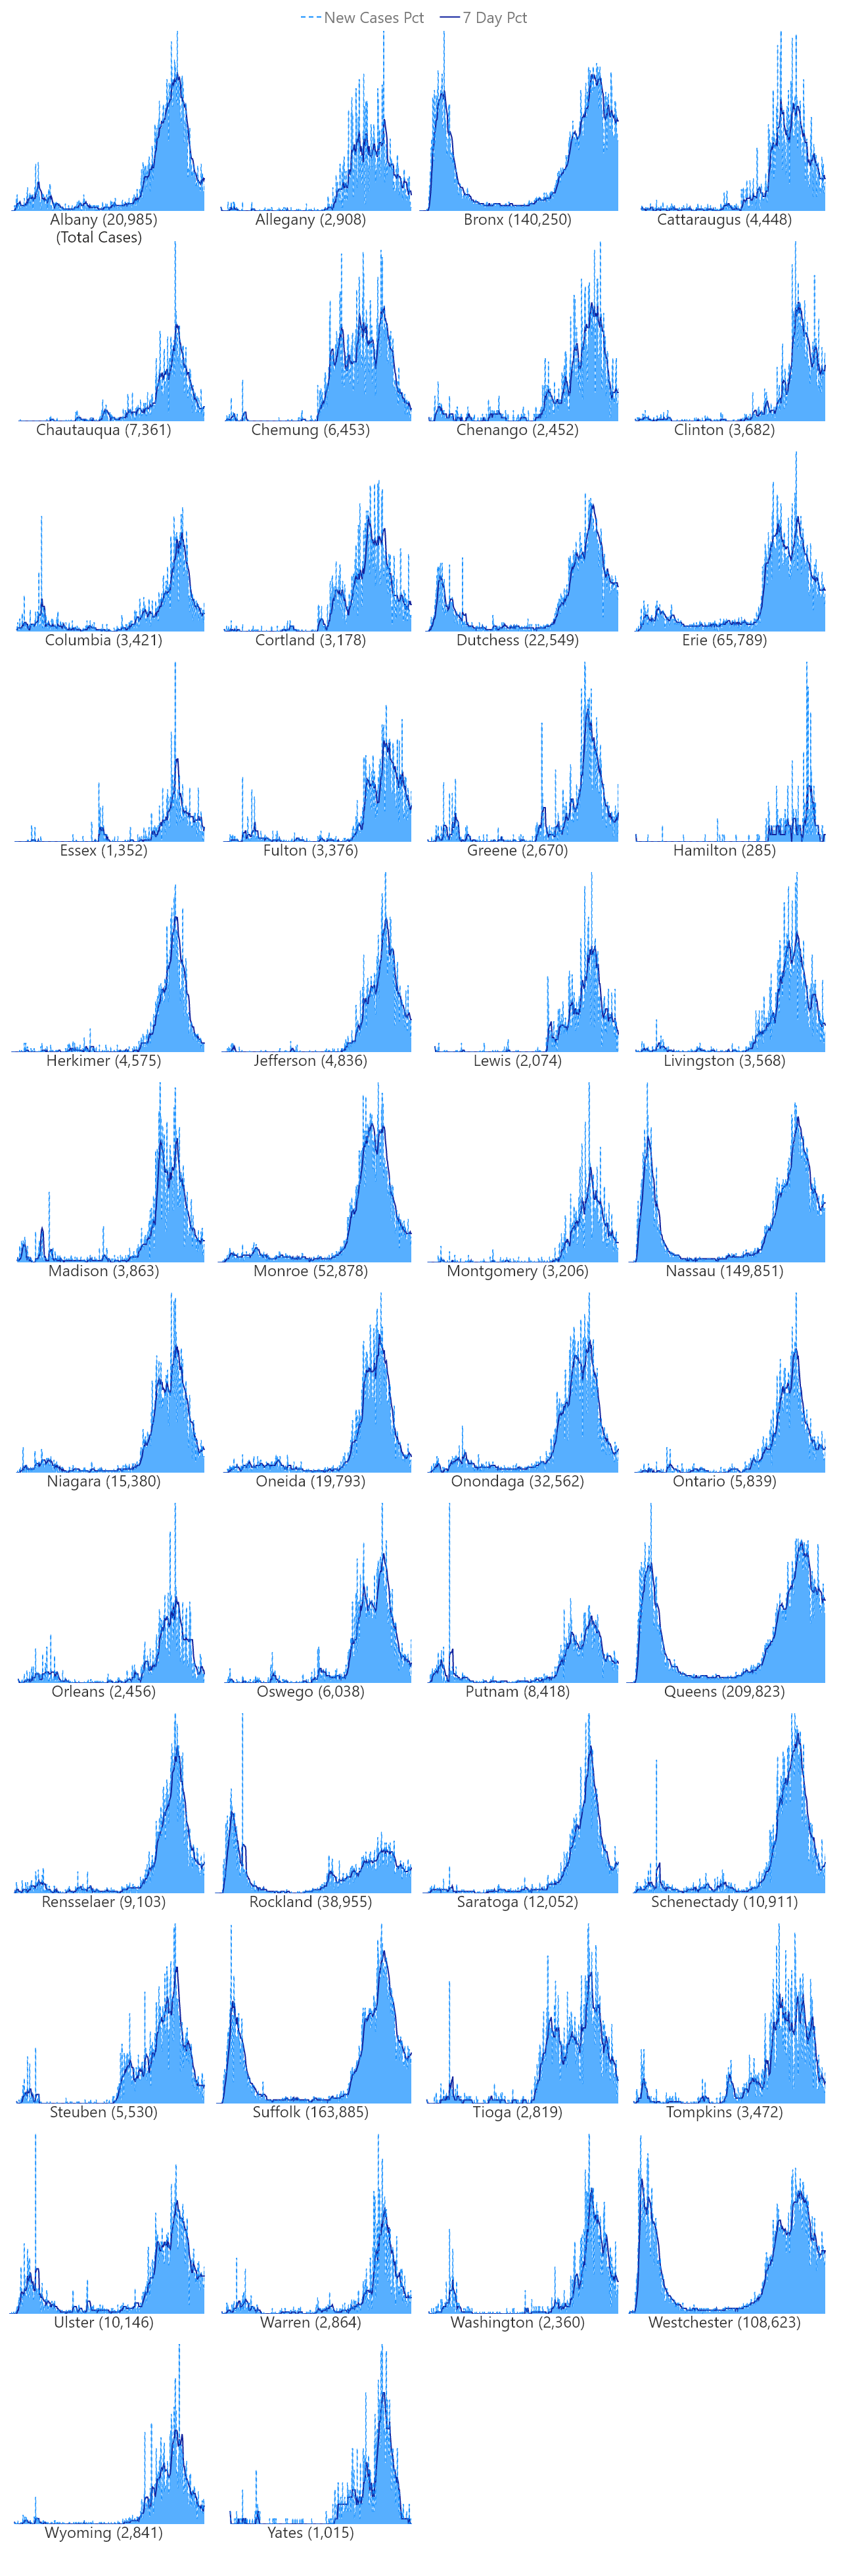 New Cases Pct 7 Day Pct
Albany (20,985) Allegany (2,908) Bronx (140,250) Cattaraugus (4,448)
(Total Cases)
Chautauqua (7,361) Chemung (6,453) Chenango (2,452) Clinton (3,682)
Columbia (3,421) Cortland (3,178) Dutchess (22,549) Erie (65,789)
Essex (1,352) Fulton (3,376) Greene (2,670) Hamilton (285)
Herkimer (4,575) Jefferson (4,836) Lewis (2,074) Livingston (3,568)
Madison (3,863) Monroe (52,878) Montgomery (3,206) Nassau (149,851)
Niagara (15,380) Oneida (19,793) Onondaga (32,562) Ontario (5,839)
Orleans (2,456) Oswego (6,038) Putnam (8,418) Queens (209,823)
Rensselaer (9,103) Rockland (38,955) Saratoga (12,052) Schenectady (10,911)
Steuben (5,530) Suffolk (163,885) Tioga (2,819) Tompkins (3,472)
Ulster (10,146) Warren (2,864) Washington (2,360) Westchester (108,623)
Wyoming (2,841) Yates (1,015)